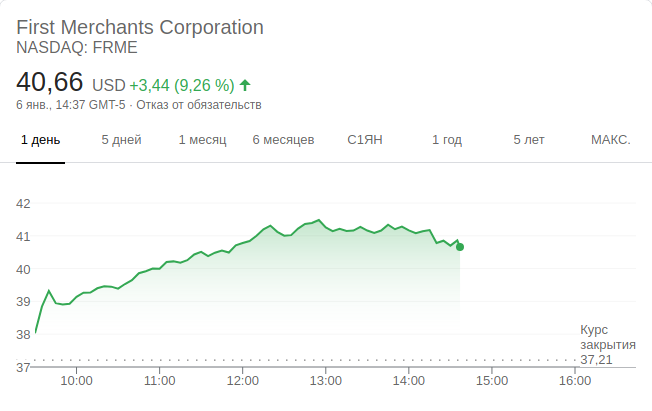 First Merchants Corporation
NASDAQ: FRME
40,66 USD +3,44 (9,26 %)
6 янв., 14:37 GMT-5 · Отказ от обязательств
1 день 5 дней 1 месяц 6 месяцев С1ЯН 1 год 5 лет МАКС.
42
41
40
39
38
37
Курс
закрытия
37,21
10:00 11:00 12:00 13:00 14:00 15:00 16:00